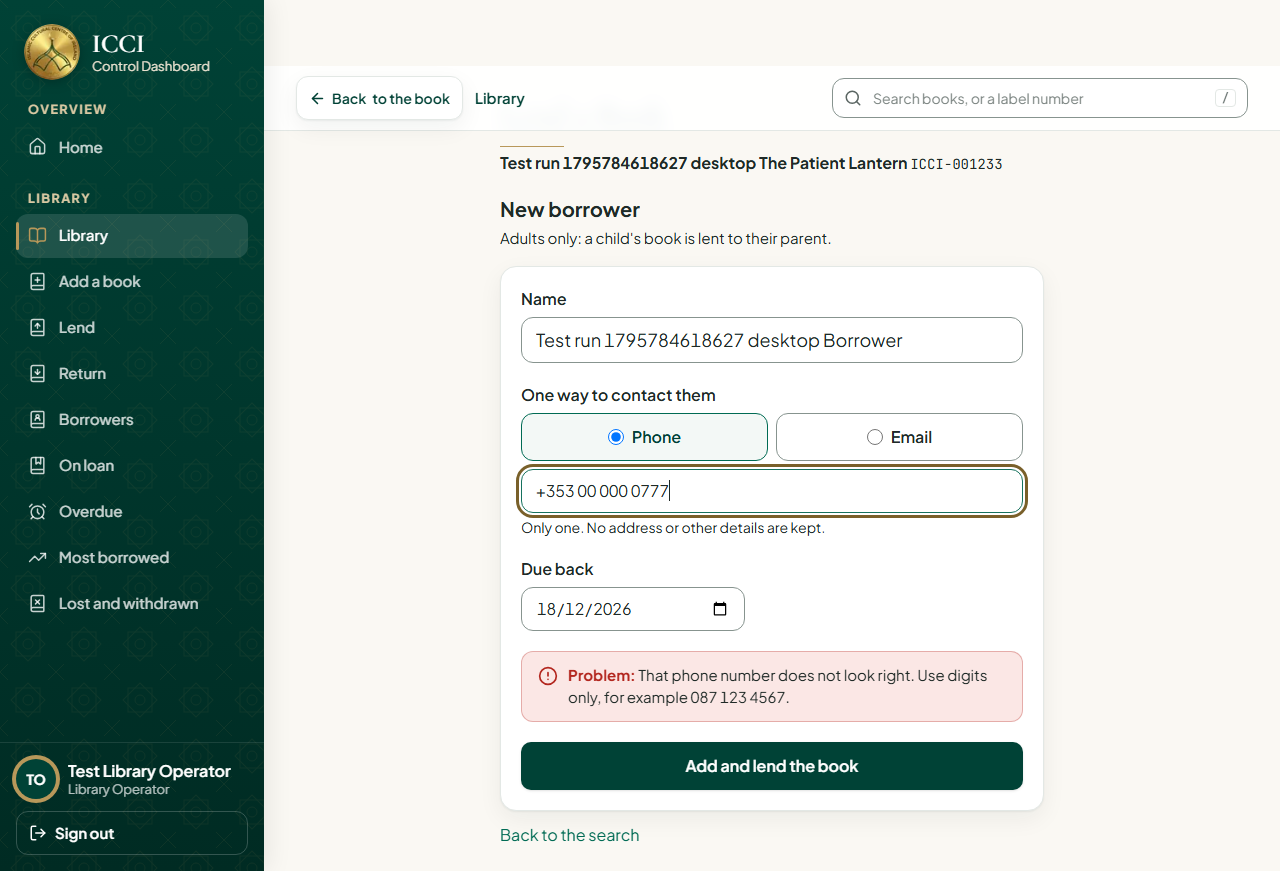 ICCI
Control Dashboard
OVERVIEW
Home
LIBRARY
Library
Add a book
Lend
Return
Borrowers
On loan
Overdue
Most borrowed
Lost and withdrawn
TO
Test Library Operator
Library Operator
Sign out
Back to the book
Library
Search books, or a label number
/
Test run 1795784618627 desktop The Patient Lantern ICCI-001233
New borrower
Adults only: a child's book is lent to their parent.
Name
Test run 1795784618627 desktop Borrower
One way to contact them
Phone
Email
+353 00 000 0777
Only one. No address or other details are kept.
Due back
18/12/2026
Problem: That phone number does not look right. Use digits
only, for example 087 123 4567.
Add and lend the book
Back to the search